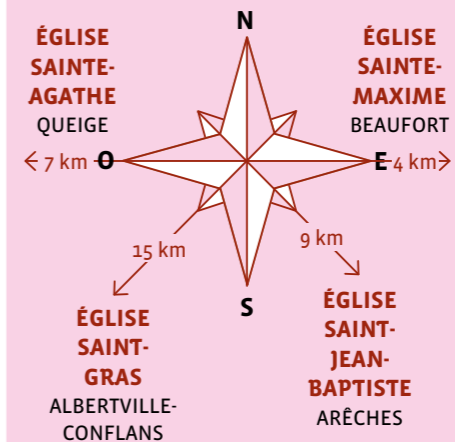 N
ÉGLISE
SAINTE-
AGATHE
QUEIGE
7 km
O
ÉGLISE
SAINTE-
MAXIME
BEAUFORT
E
4 km
15 km
9 km
S
ÉGLISE
SAINT-
GRAS
ALBERTVILLE-
CONFLANS
ÉGLISE
SAINT-
JEAN-
BAPTISTE
ARÊCHES